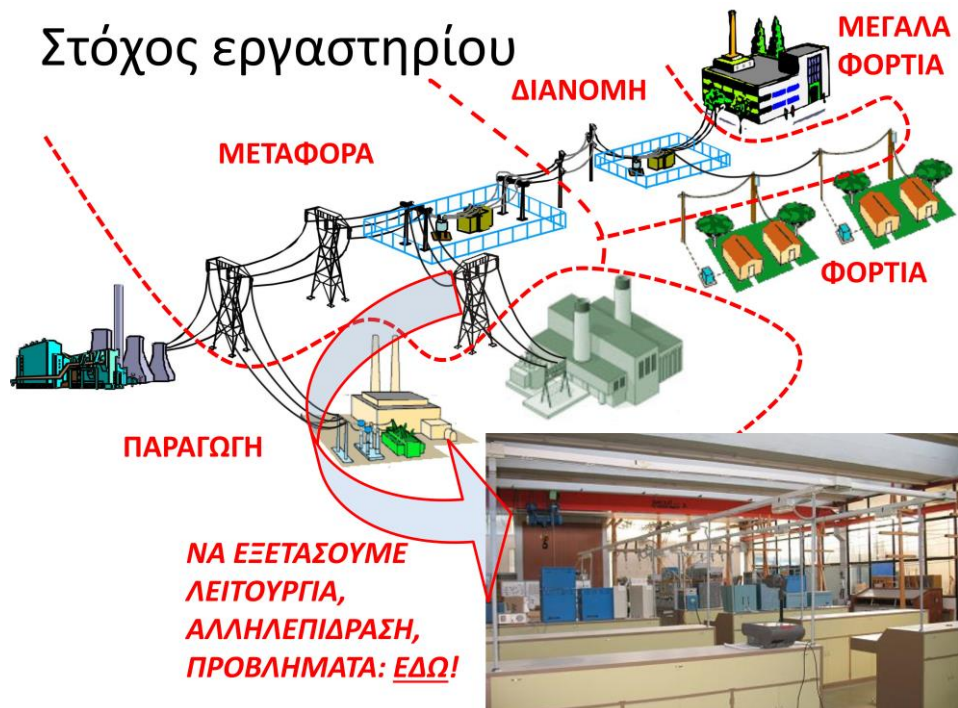 Στόχος εργαστηρίου
ΜΕΓΑΛΑ
ΦΟΡΤΙΑ
ΔΙΑΝΟΜΗ
ΜΕΤΑΦΟΡΑ
ΦΟΡΤΙΑ
ΠΑΡΑΓΩΓΗ
ΝΑ ΕΞΕΤΑΣΟΥΜΕ
ΛΕΙΤΟΥΡΓΙΑ,
ΑΛΛΗΛΕΠΙΔΡΑΣΗ,
ΠΡΟΒΛΗΜΑΤΑ: ΕΔΩ!